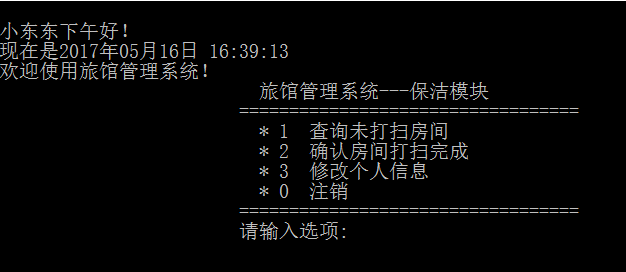 小东东下午好!
现在是2017年05月16日 16:39:13
欢迎使用旅馆管理系统!
旅馆管理系统---保洁模块
==================================
* 1 查询未打扫房间
* 2 确认房间打扫完成
* 3 修改个人信息
* 0 注销
==================================
请输入选项: